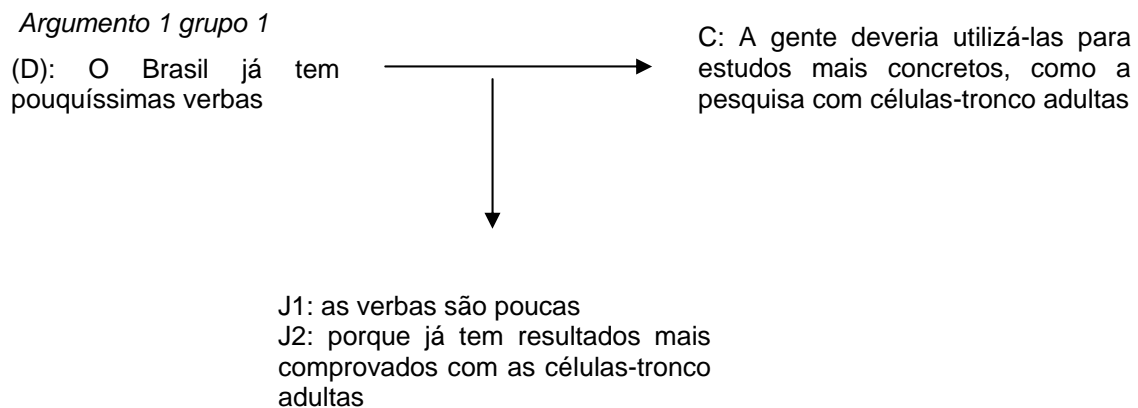 Argumento 1 grupo 1
(D): O Brasil já tem
pouquíssimas verbas
C: A gente deveria utilizá-las para
estudos mais concretos, como a
pesquisa com células-tronco adultas
J1: as verbas são poucas
J2: porque já tem resultados mais
comprovados com as células-tronco
adultas